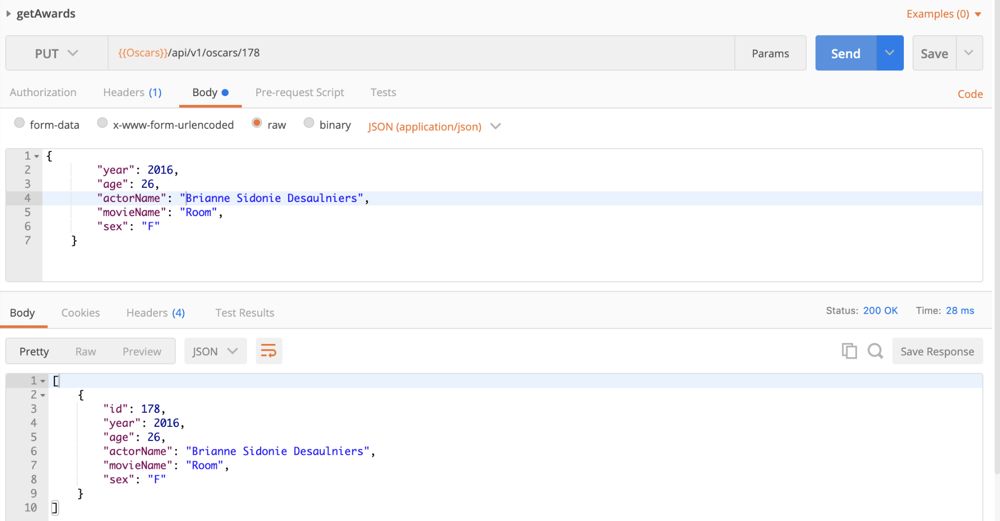 getAwards
Examples (0)
PUT {{Oscars}}/api/v1/oscars/178 Params Send Save
Authorization Headers (1) Body Pre-request Script Tests Code
form-data x-www-form-urlencoded raw binary JSON (application/json)
1 {
2 "year": 2016,
3 "age": 26,
4 "actorName": "Brianne Sidonie Desaulniers",
5 "movieName": "Room",
6 "sex": "F"
7 }
Body Cookies Headers (4) Test Results Status: 200 OK Time: 28 ms
Pretty Raw Preview JSON Save Response
1 [
2 {
3 "id": 178,
4 "year": 2016,
5 "age": 26,
6 "actorName": "Brianne Sidonie Desaulniers",
7 "movieName": "Room",
8 "sex": "F"
9 }
10 ]